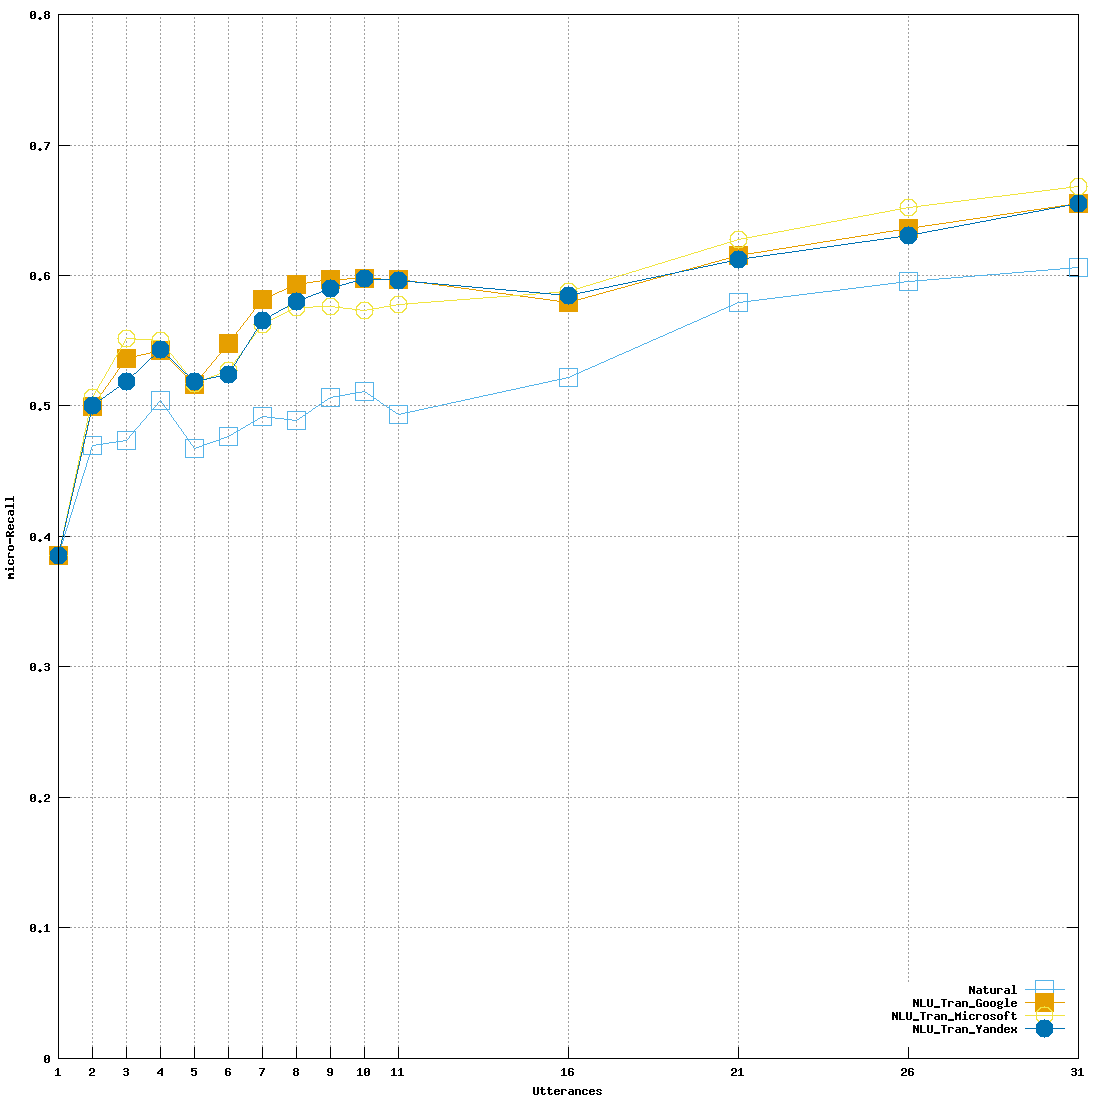 0.8
0.7
0.6
0.5
0.4
0.3
0.2
0.1
0
micro-Recall
1 2 3 4 5 6 7 8 9 10 11 16 21 26 31
Utterances
Natural
NLU_Tran_Google
NLU_Tran_Microsoft
NLU_Tran_Yandex